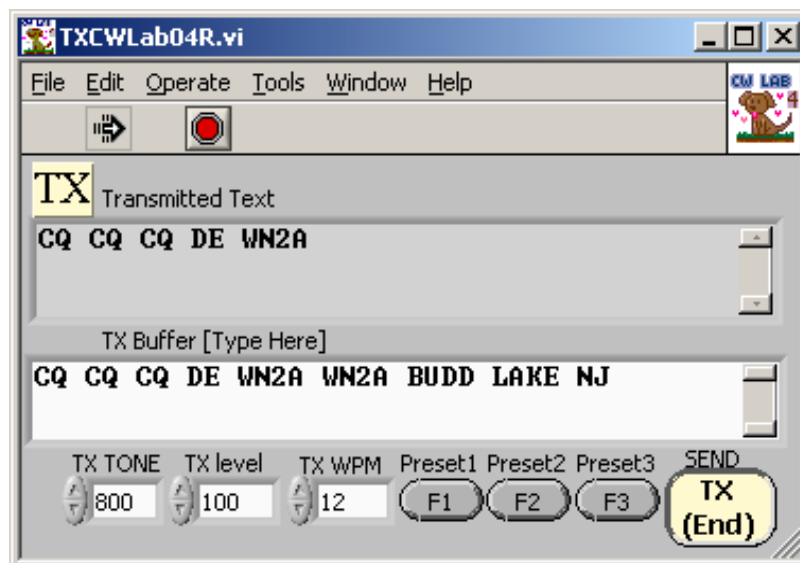 TXCWLab04R.vi
File Edit Operate Tools Window Help
CW LAB
4
TX Transmitted Text
CQ CQ CQ DE WN2A
TX Buffer [Type Here]
CQ CQ CQ DE WN2A WN2A BUDD LAKE NJ
TX TONE TX level TX WPM Preset1 Preset2 Preset3 SEND
800 100 12 F1 F2 F3 TX
(End)